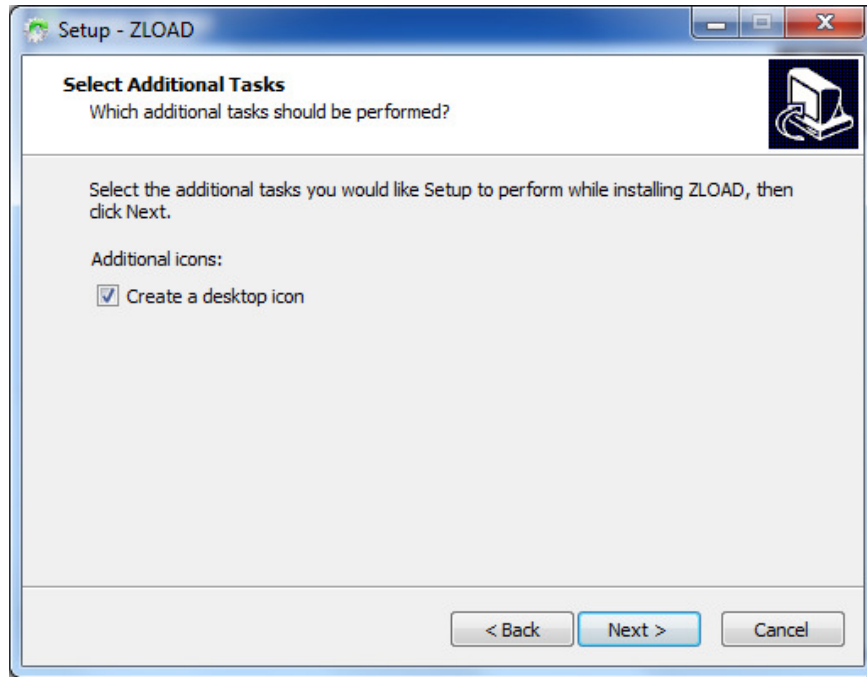 Setup - ZLOAD
Select Additional Tasks
Which additional tasks should be performed?
Select the additional tasks you would like Setup to perform while installing ZLOAD, then
click Next.
Additional icons:
Create a desktop icon
< Back
Next >
Cancel